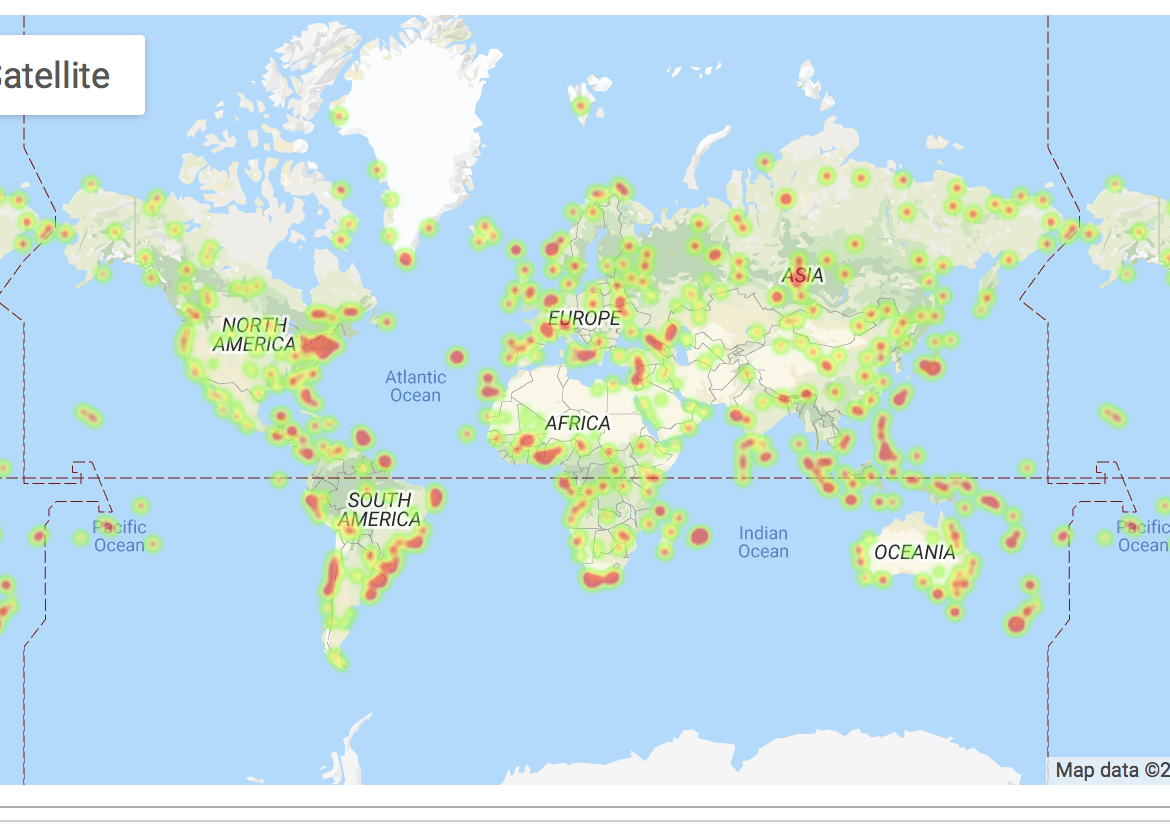 Satellite
NORTH
AMERICA
EUROPE
ASIA
Atlantic
Ocean
AFRICA
SOUTH
AMERICA
Pacific
Ocean
Indian
Ocean
OCEANIA
Pacific
Ocean
Map data ©2